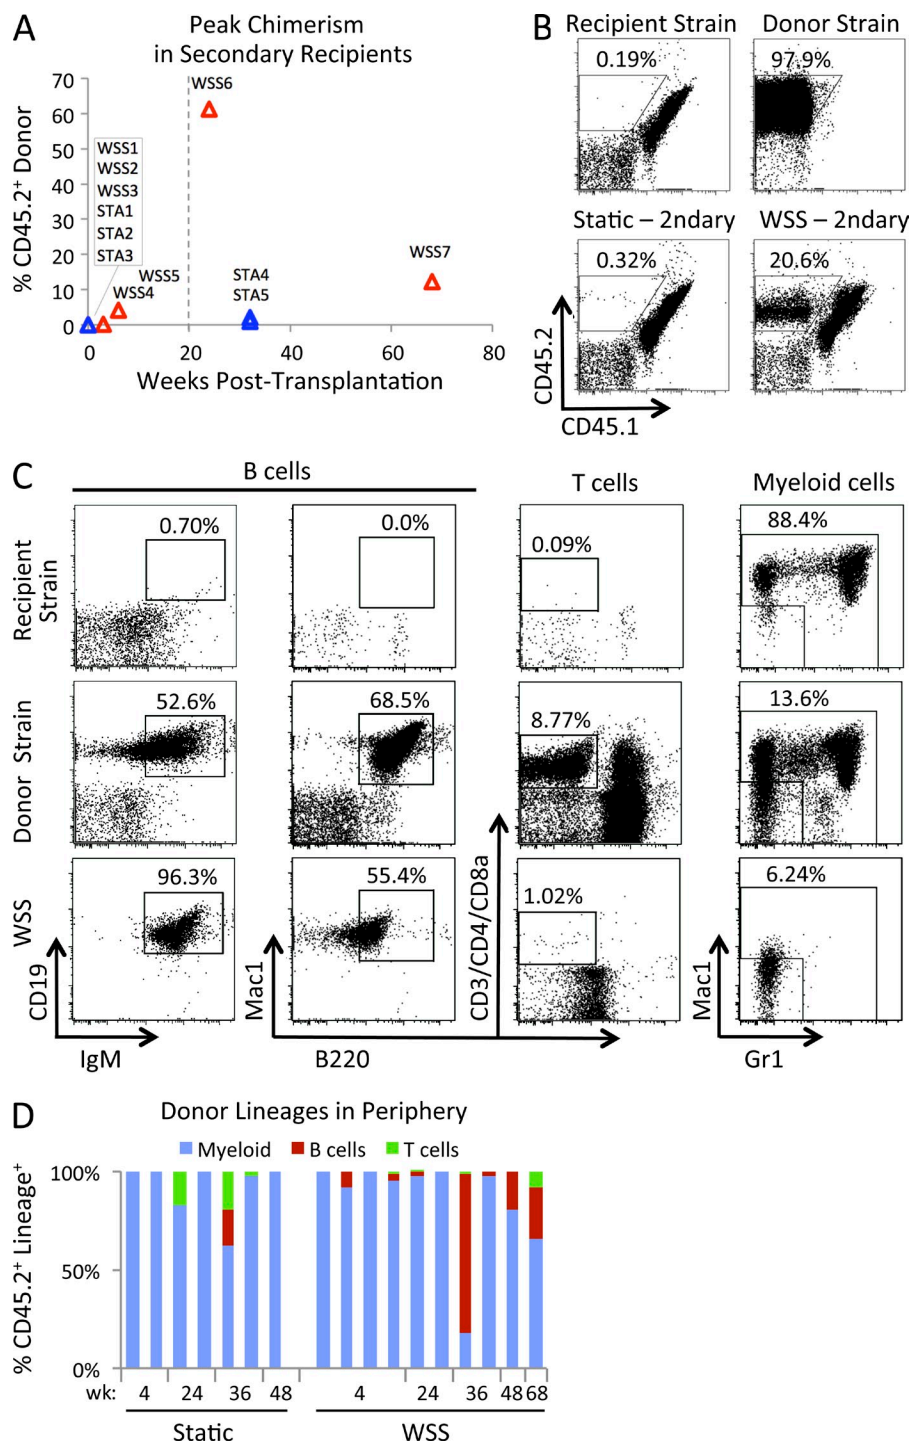 A
Peak Chimerism
in Secondary Recipients
% CD45.2⁺ Donor
70
60
50
40
30
20
10
0
WSS6
WSS1
WSS2
WSS3
STA1
STA2
STA3
WSS5
WSS4
STA4
STA5
WSS7
0 20 40 60 80
Weeks Post-Transplantation
B
Recipient Strain Donor Strain
0.19% 97.9%
Static – 2ndary WSS – 2ndary
0.32% 20.6%
CD45.2
CD45.1
C
B cells
T cells
Myeloid cells
Recipient
Strain
0.70% 0.0% 0.09% 88.4%
Donor Strain
52.6% 68.5% 8.77% 13.6%
WSS
96.3% 55.4% 1.02% 6.24%
CD19
IgM
Mac1
B220
CD3/CD4/CD8a
Mac1
Gr1
D
Donor Lineages in Periphery
Myeloid B cells T cells
% CD45.2⁺ Lineage⁺
100%
50%
0%
wk: 4 24 36 48 4 24 36 48 68
Static WSS